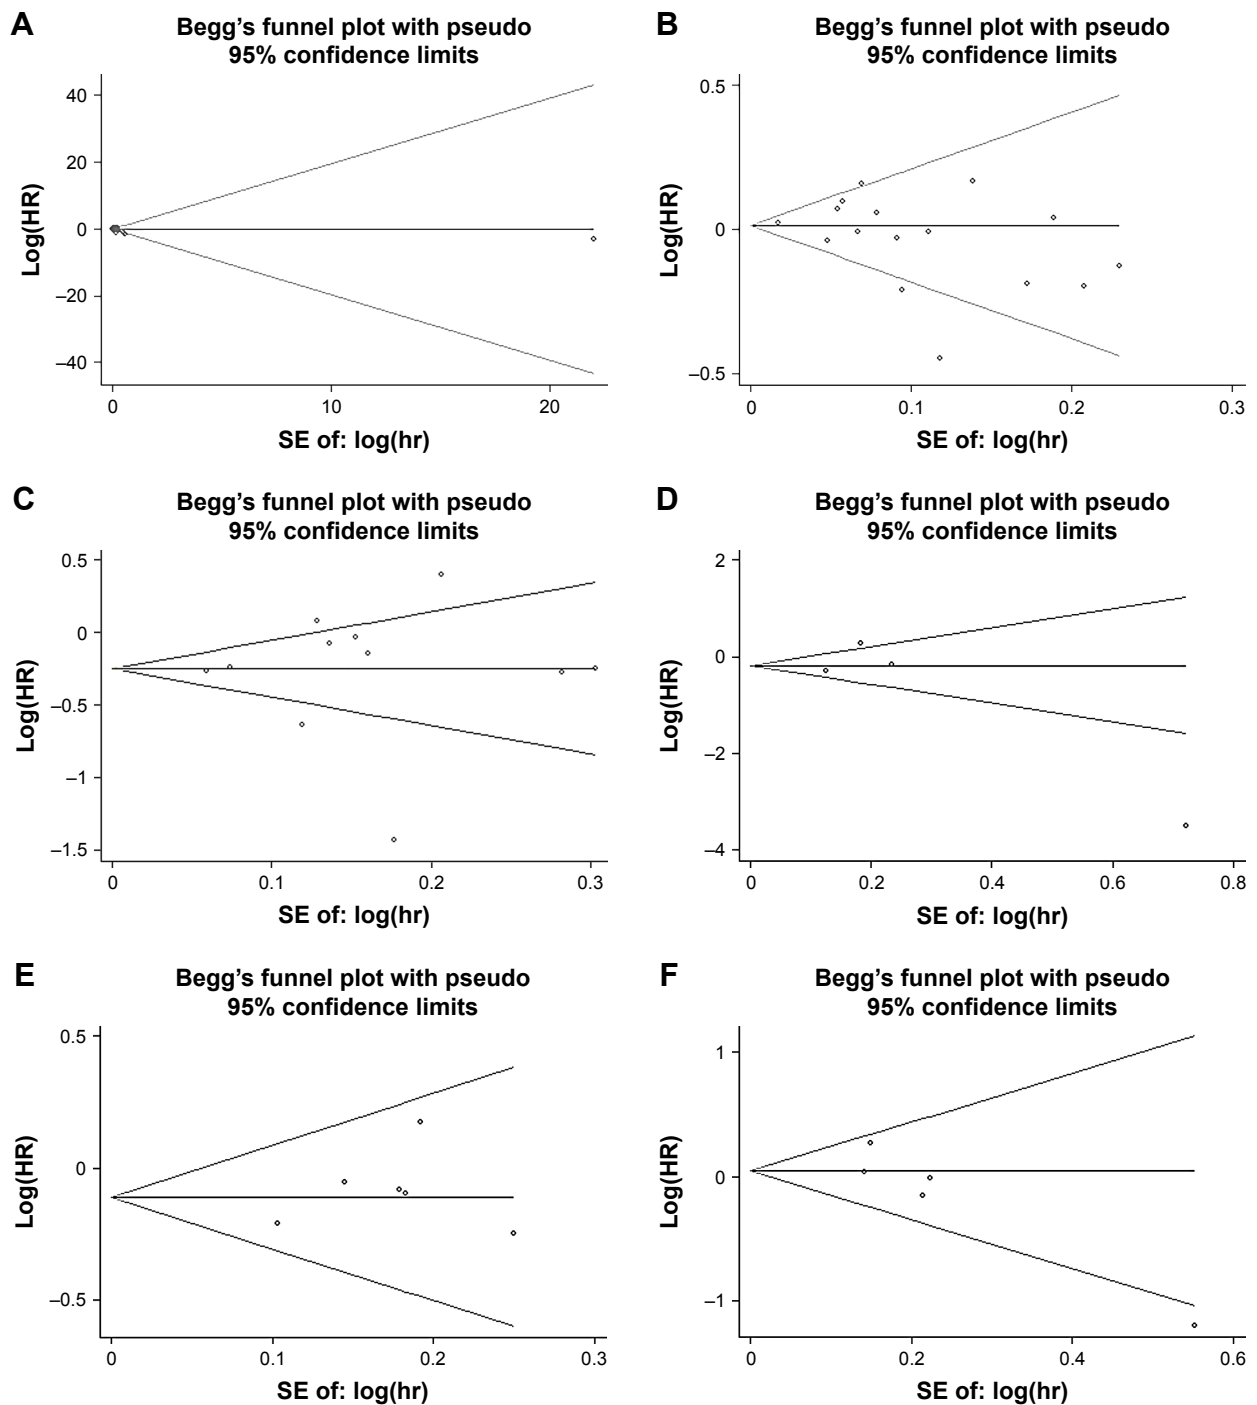 A
Begg’s funnel plot with pseudo
95% confidence limits
40
20
0
–20
–40
Log(HR)
0
10
20
SE of: log(hr)
B
Begg’s funnel plot with pseudo
95% confidence limits
0.5
0
–0.5
Log(HR)
0
0.1
0.2
0.3
SE of: log(hr)
C
Begg’s funnel plot with pseudo
95% confidence limits
0.5
0
–0.5
–1
–1.5
Log(HR)
0
0.1
0.2
0.3
SE of: log(hr)
D
Begg’s funnel plot with pseudo
95% confidence limits
2
0
–2
–4
Log(HR)
0
0.2
0.4
0.6
0.8
SE of: log(hr)
E
Begg’s funnel plot with pseudo
95% confidence limits
0.5
0
–0.5
Log(HR)
0
0.1
0.2
0.3
SE of: log(hr)
F
Begg’s funnel plot with pseudo
95% confidence limits
1
0
–1
Log(HR)
0
0.2
0.4
0.6
SE of: log(hr)